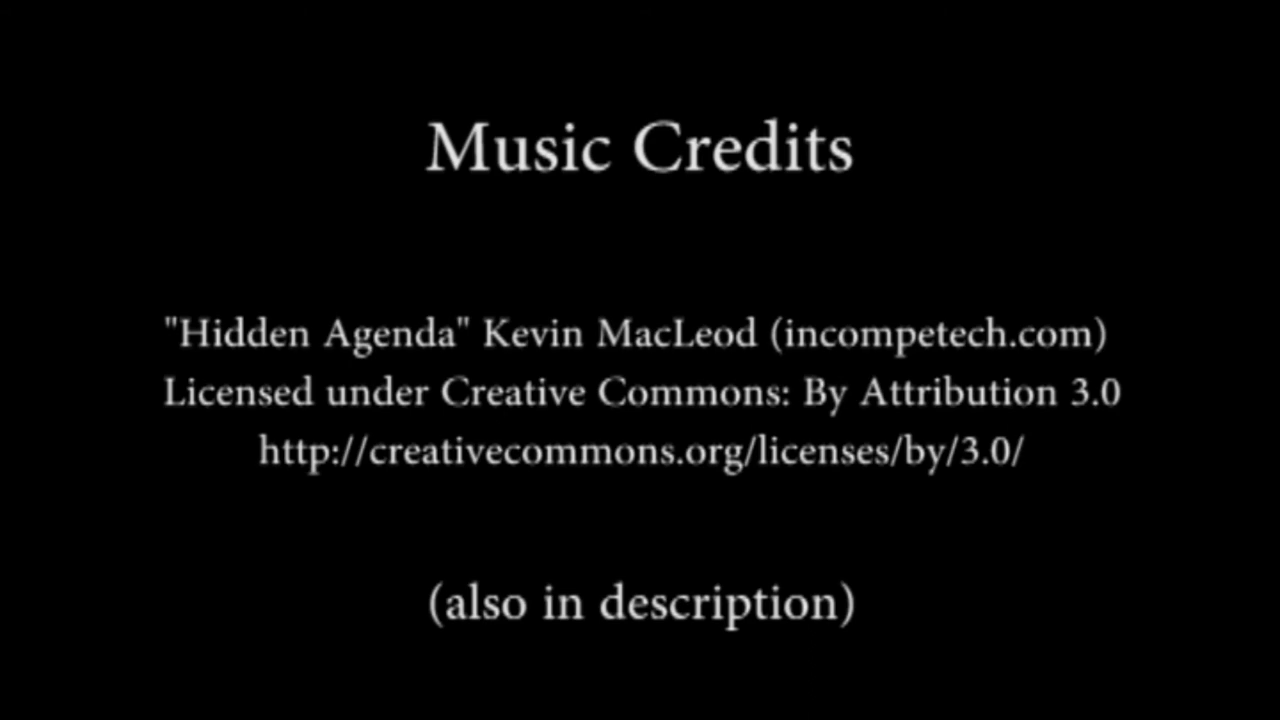 Music Credits
"Hidden Agenda" Kevin MacLeod (incompetech.com)
Licensed under Creative Commons: By Attribution 3.0
http://creativecommons.org/licenses/by/3.0/
(also in description)